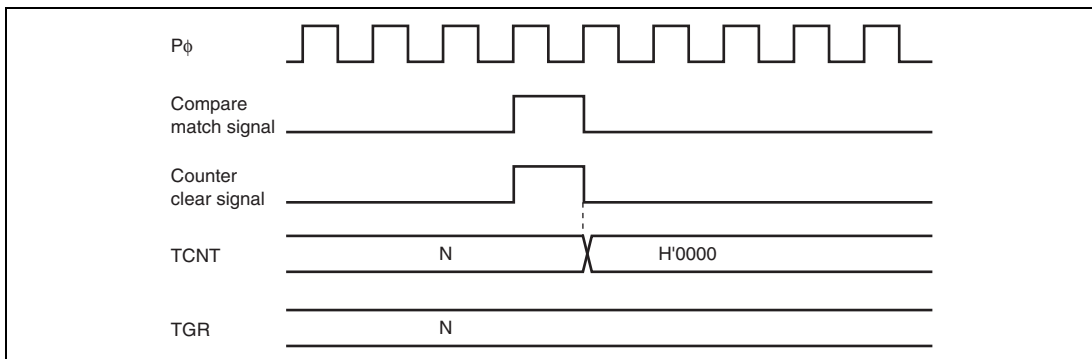 Pϕ
Compare
match signal
Counter
clear signal
TCNT
N
H'0000
TGR
N